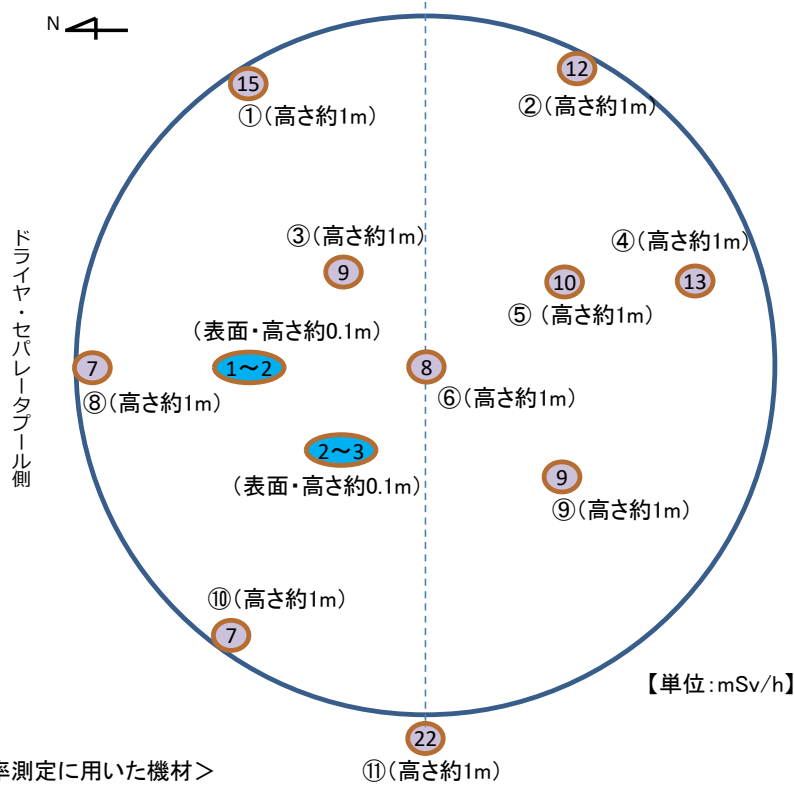 N
15
12
①(高さ約1m)
②(高さ約1m)
③(高さ約1m)
④(高さ約1m)
9
10
13
⑤ (高さ約1m)
(表面・高さ約0.1m)
7
1~2
8
⑧(高さ約1m)
⑥(高さ約1m)
2~3
(表面・高さ約0.1m)
9
⑨(高さ約1m)
⑩(高さ約1m)
7
【単位:mSv/h】
22
⑪(高さ約1m)
率測定に用いた機材>
ドライヤ・セパレータプール側